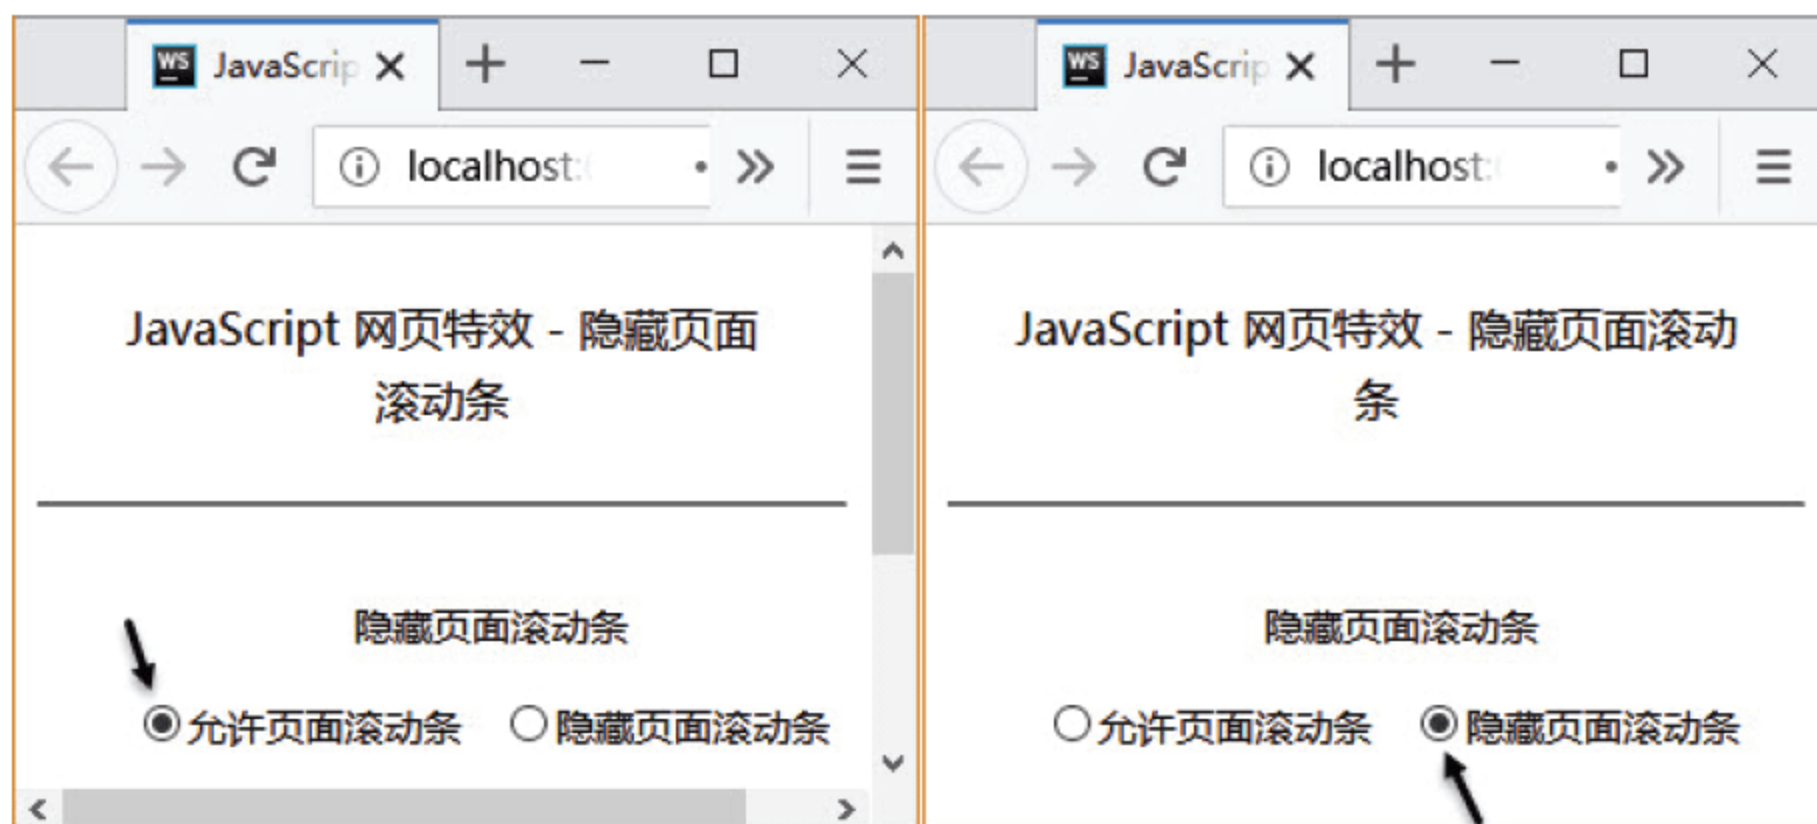 WS JavaScrip
localhost:
JavaScript 网页特效 - 隐藏页面
滚动条
隐藏页面滚动条
允许页面滚动条 隐藏页面滚动条
WS JavaScrip
localhost:
JavaScript 网页特效 - 隐藏页面滚动
条
隐藏页面滚动条
允许页面滚动条 隐藏页面滚动条